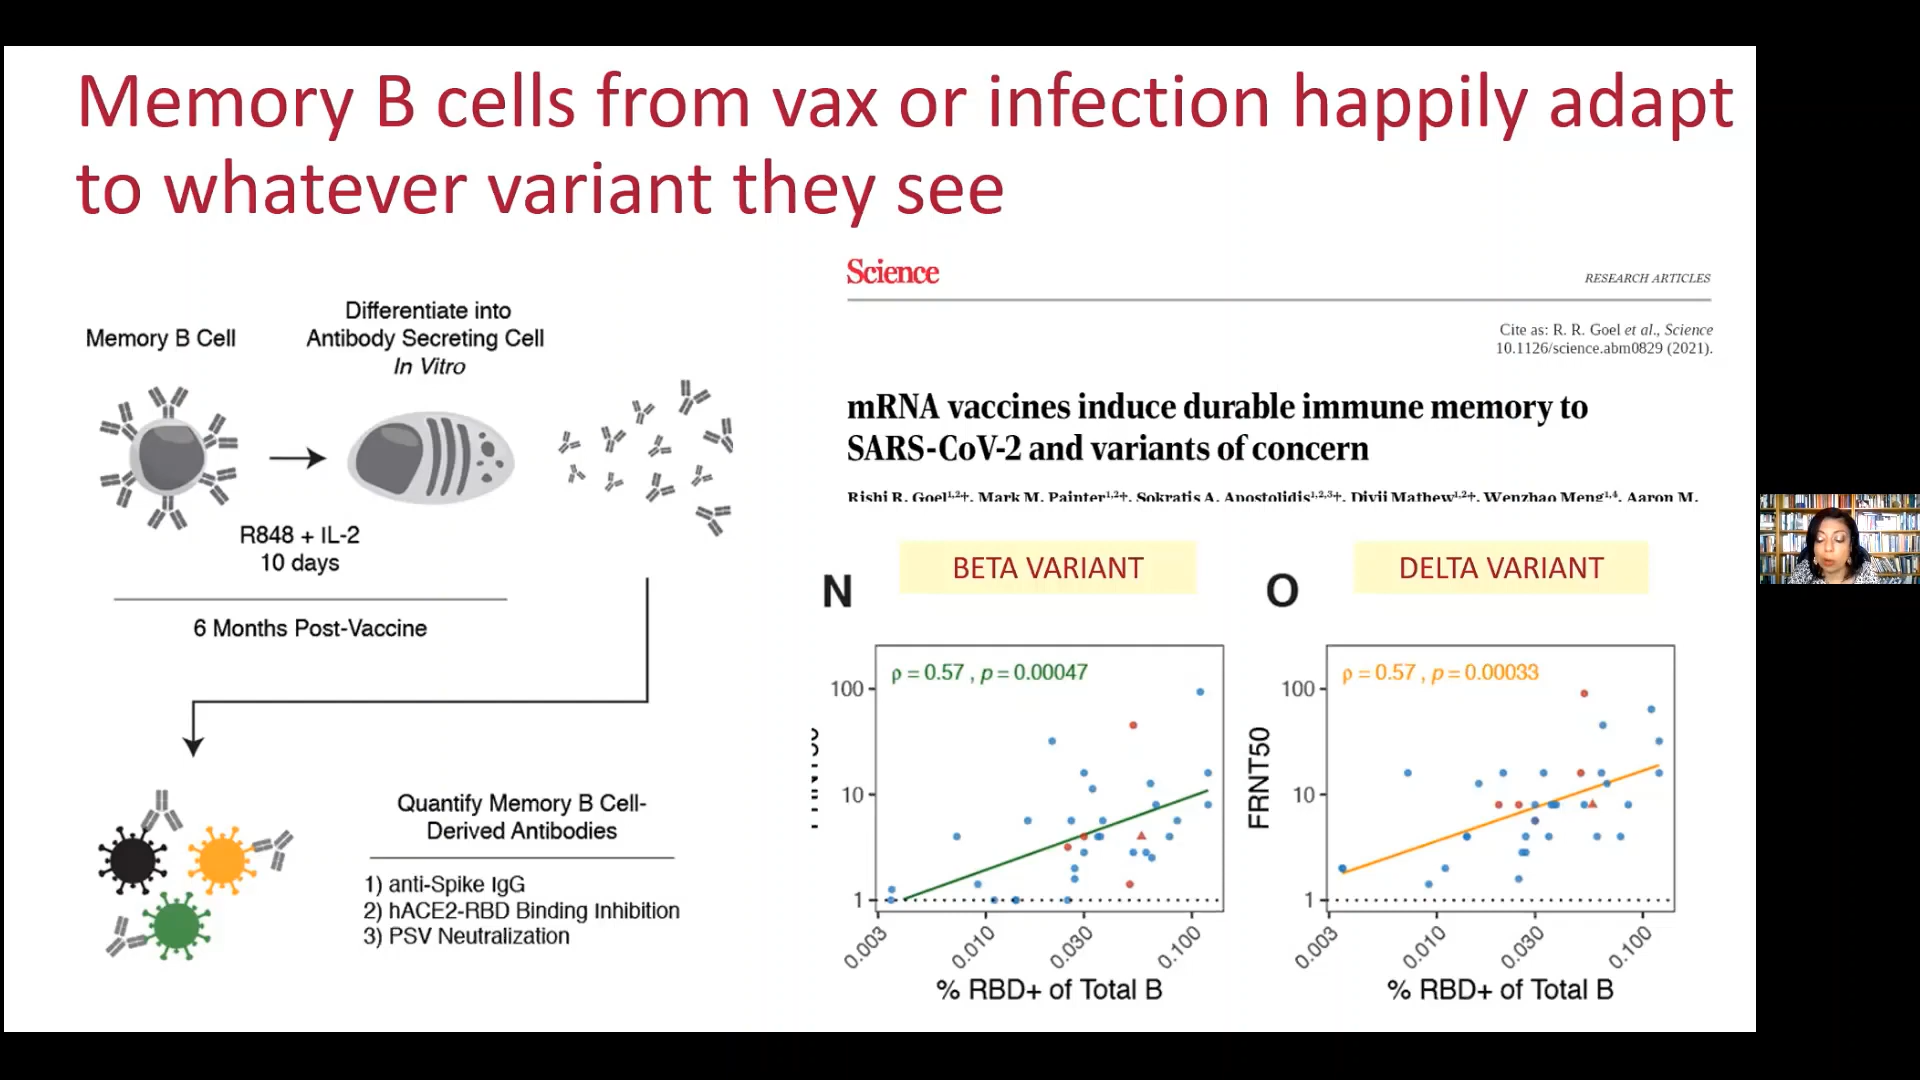 Memory B cells from vax or infection happily adapt
to whatever variant they see
Memory B Cell
Differentiate into
Antibody Secreting Cell
In Vitro
R848 + IL-2
10 days
6 Months Post-Vaccine
Quantify Memory B Cell-
Derived Antibodies
1) anti-Spike IgG
2) hACE2-RBD Binding Inhibition
3) PSV Neutralization
Science
RESEARCH ARTICLES
Cite as: R. R. Goel et al., Science
10.1126/science.abm0829 (2021).
mRNA vaccines induce durable immune memory to
SARS-CoV-2 and variants of concern
Rishi R. Goel1,2†, Mark M. Painter1,2†, Sokratis A. Apostolidis1,2,3†, Divij Mathew1,2†, Wenzhao Meng1,4, Aaron M.
N
BETA VARIANT
ρ = 0.57 , p = 0.00047
100
10
1
0.003
0.010
0.030
0.100
% RBD+ of Total B
O
DELTA VARIANT
ρ = 0.57 , p = 0.00033
FRNT50
100
10
1
0.003
0.010
0.030
0.100
% RBD+ of Total B